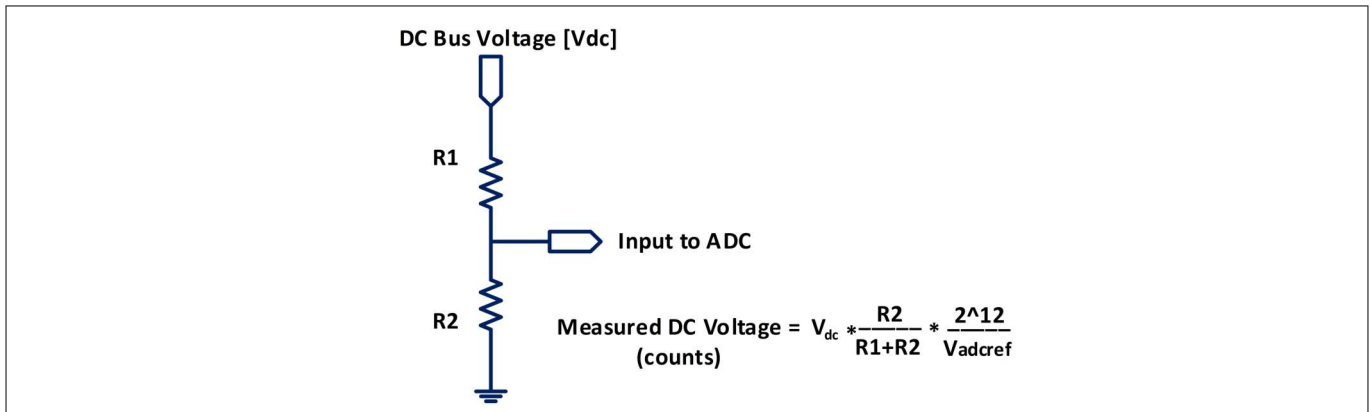 DC Bus Voltage [Vdc]
R1
Input to ADC
R2
Measured DC Voltage = Vdc * R2/R1+R2 * 2^12/Vadcref
(counts)